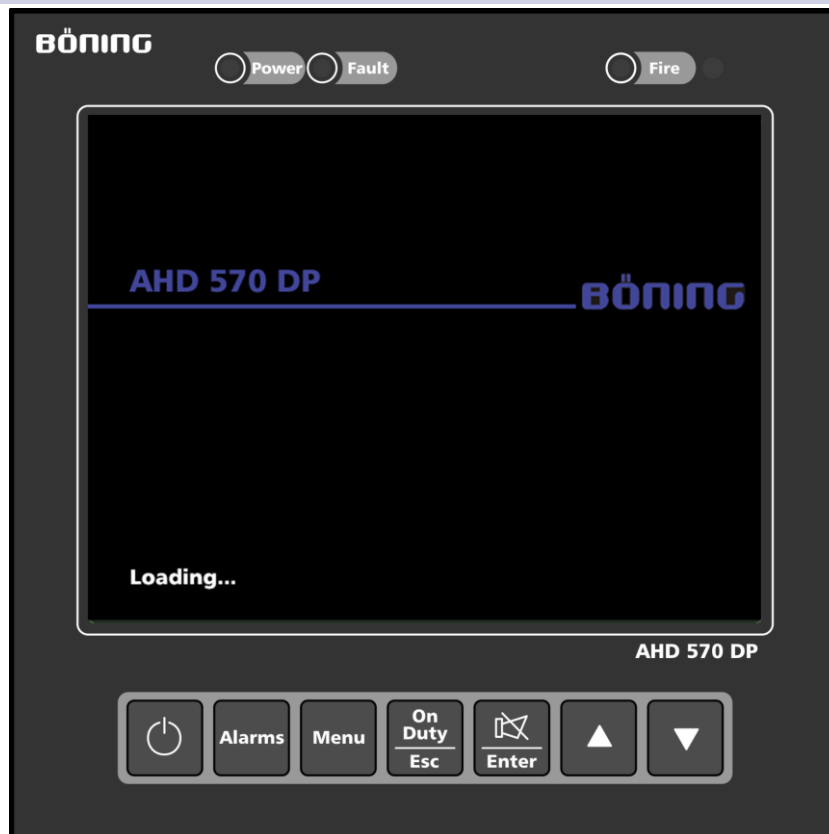 BÖNING
Power Fault Fire
AHD 570 DP
BÖNING
Loading...
AHD 570 DP
Alarms Menu On Duty Esc Enter